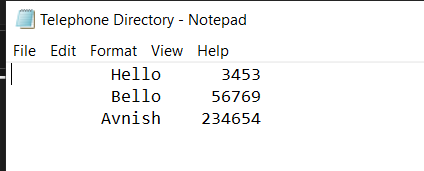 Telephone Directory - Notepad
File Edit Format View Help
Hello 3453
Bello 56769
Avnish 234654